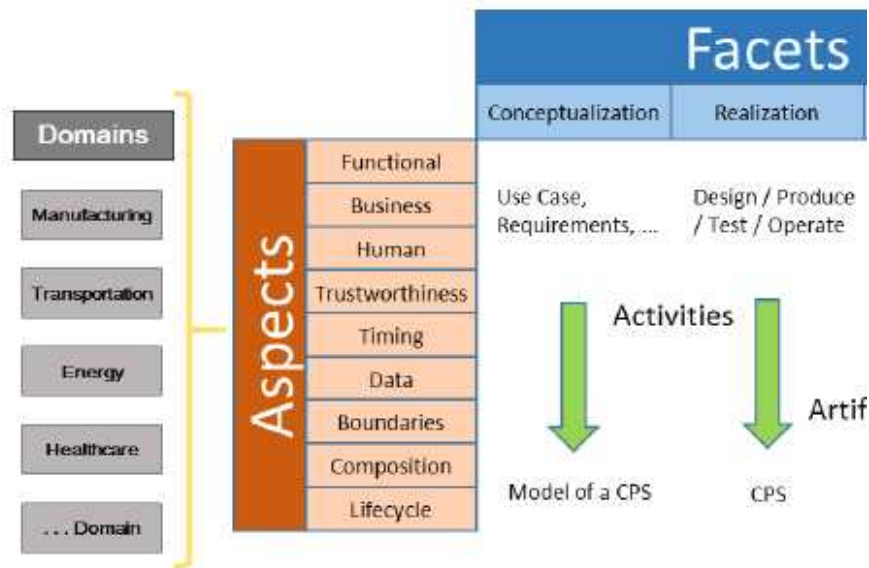 Facets
Conceptualization
Realization
Domains
Manufacturing
Transportation
Energy
Healthcare
... Domain
Aspects
Functional
Business
Human
Trustworthiness
Timing
Data
Boundaries
Composition
Lifecycle
Use Case,
Requirements, ...
Design / Produce
/ Test / Operate
Activities
Artif
Model of a CPS
CPS